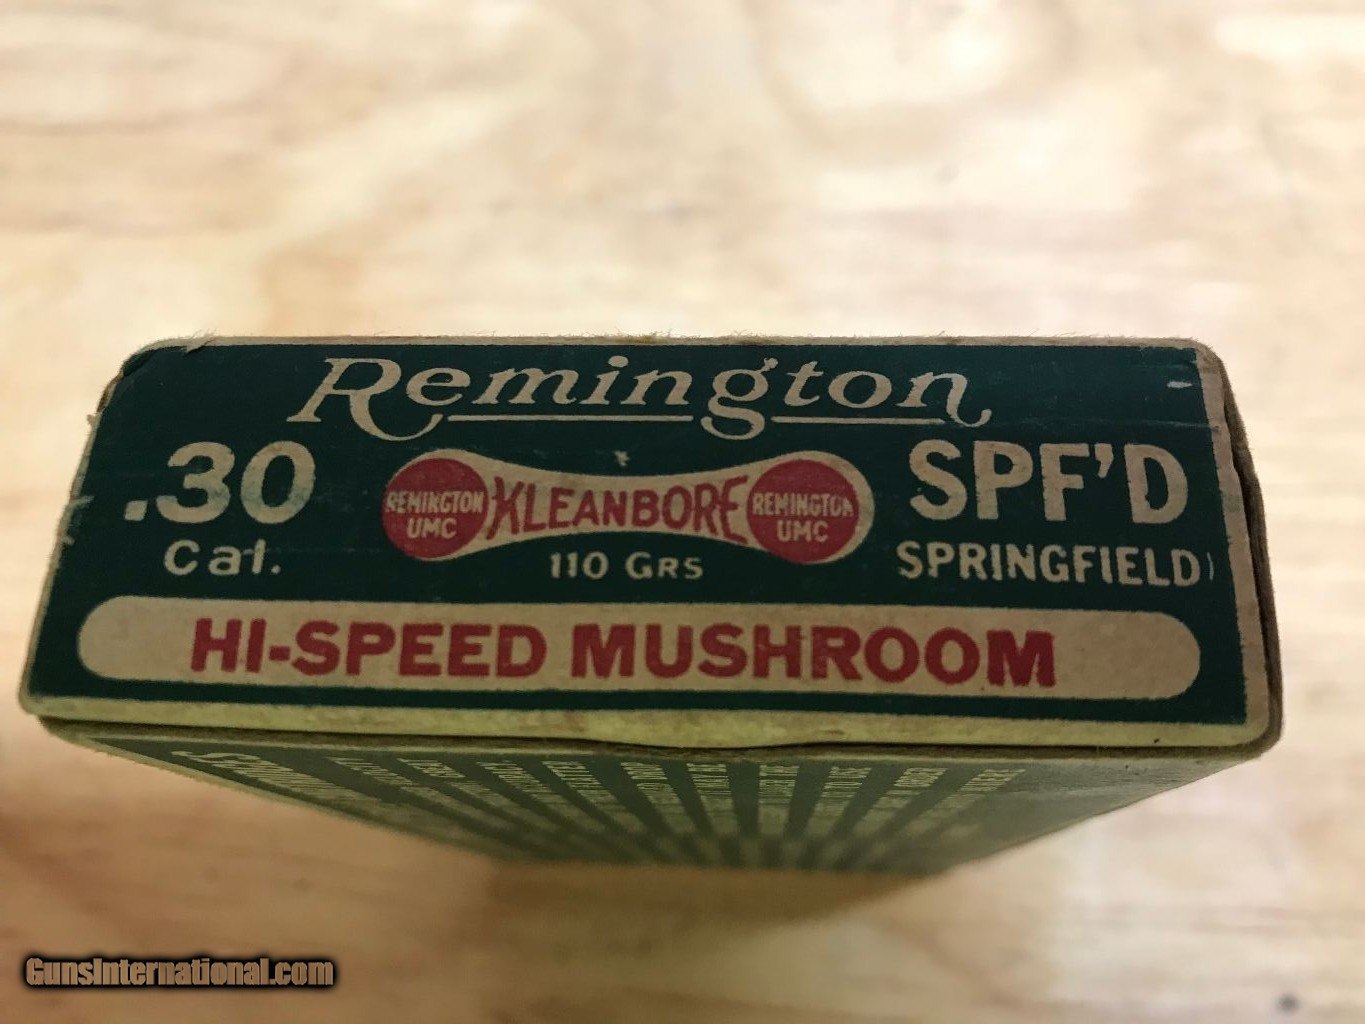 Remington
.30
Cal.
REMINGTON
UMC
KLEANBORE
REMINGTON
UMC
110 GRS
SPF'D
SPRINGFIELD)
HI-SPEED MUSHROOM
GunsInternational.com